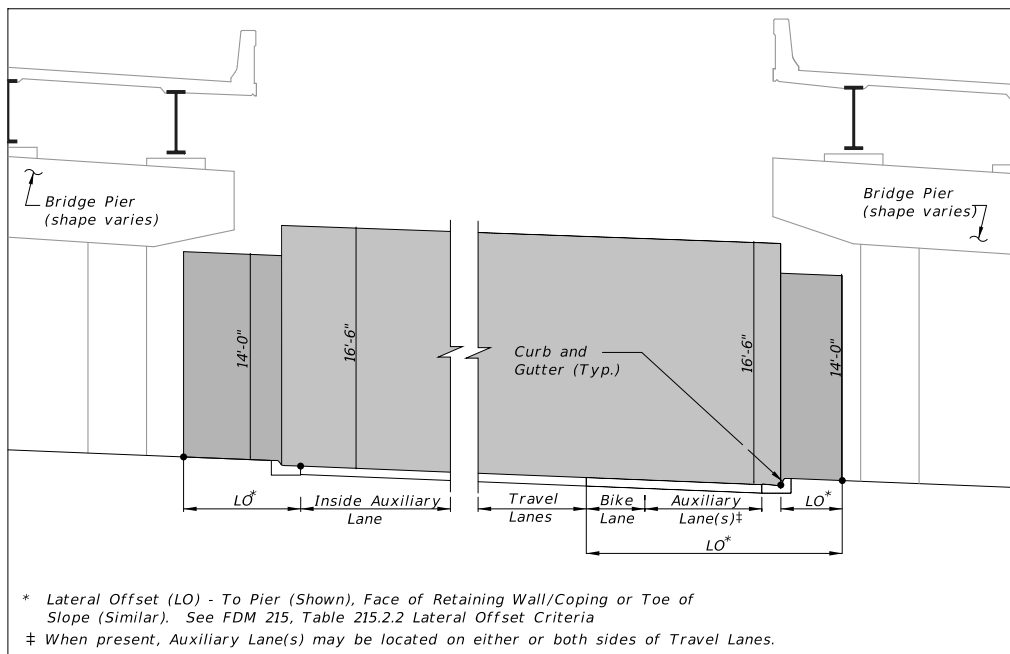 Bridge Pier
(shape varies)
Bridge Pier
(shape varies)
14'-0"
16'-6"
Curb and
Gutter (Typ.)
16'-6"
14'-0"
LO*
Inside Auxiliary
Lane
Travel
Lanes
Bike
Lane
Auxiliary
Lane(s)‡
LO*
LO*
* Lateral Offset (LO) - To Pier (Shown), Face of Retaining Wall/Coping or Toe of
Slope (Similar). See FDM 215, Table 215.2.2 Lateral Offset Criteria
‡ When present, Auxiliary Lane(s) may be located on either or both sides of Travel Lanes.